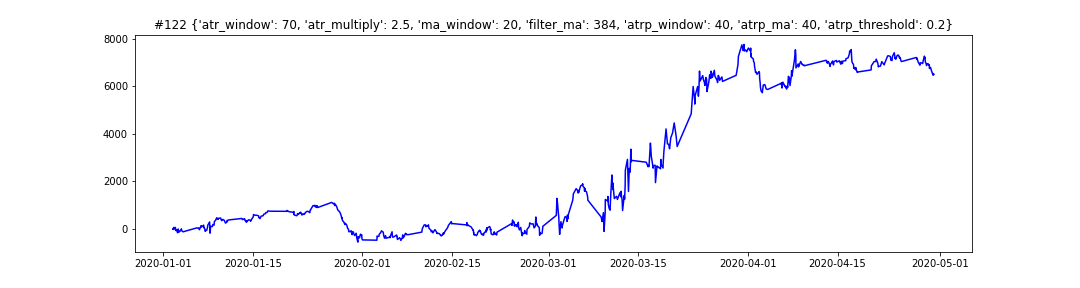 #122 {'atr_window': 70, 'atr_multiply': 2.5, 'ma_window': 20, 'filter_ma': 384, 'atrp_window': 40, 'atrp_ma': 40, 'atrp_threshold': 0.2}
8000
6000
4000
2000
0
2020-01-01 2020-01-15 2020-02-01 2020-02-15 2020-03-01 2020-03-15 2020-04-01 2020-04-15 2020-05-01